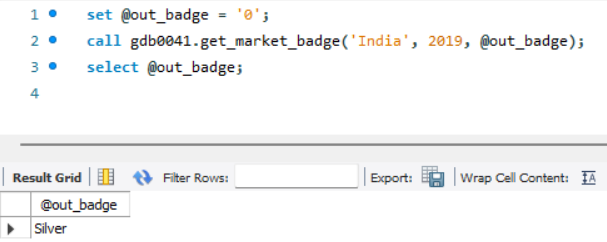 1 set @out_badge = '0';
2 call gdb0041.get_market_badge('India', 2019, @out_badge);
3 select @out_badge;
4
Result Grid Filter Rows: Export: Wrap Cell Content: IA
@out_badge
Silver